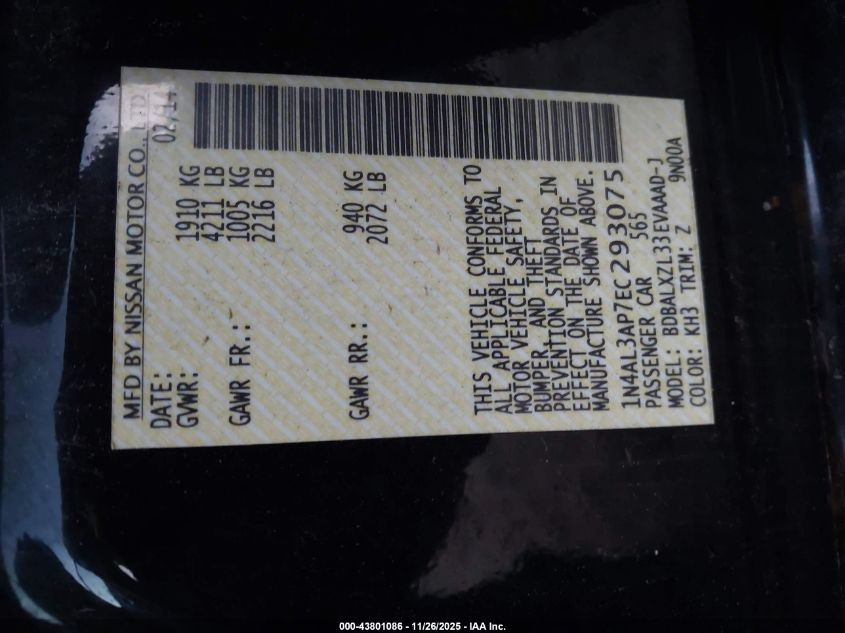 MFD BY NISSAN MOTOR CO., LTD.
DATE: 02/14
GVWR: 1910 KG
4211 LB
GAWR FR.: 1005 KG
2216 LB
GAWR RR.: 940 KG
2072 LB
THIS VEHICLE CONFORMS TO
ALL APPLICABLE FEDERAL
MOTOR VEHICLE SAFETY,
BUMPER, AND THEFT
PREVENTION STANDARDS IN
EFFECT ON THE DATE OF
MANUFACTURE SHOWN ABOVE.
1N4AL3AP7EC293075
PASSENGER CAR 565
MODEL: BDBALXZL33EVAAAD-J
COLOR: KH3 TRIM: Z 9N00A
000-43801086 - 11/26/2025 - IAA Inc.